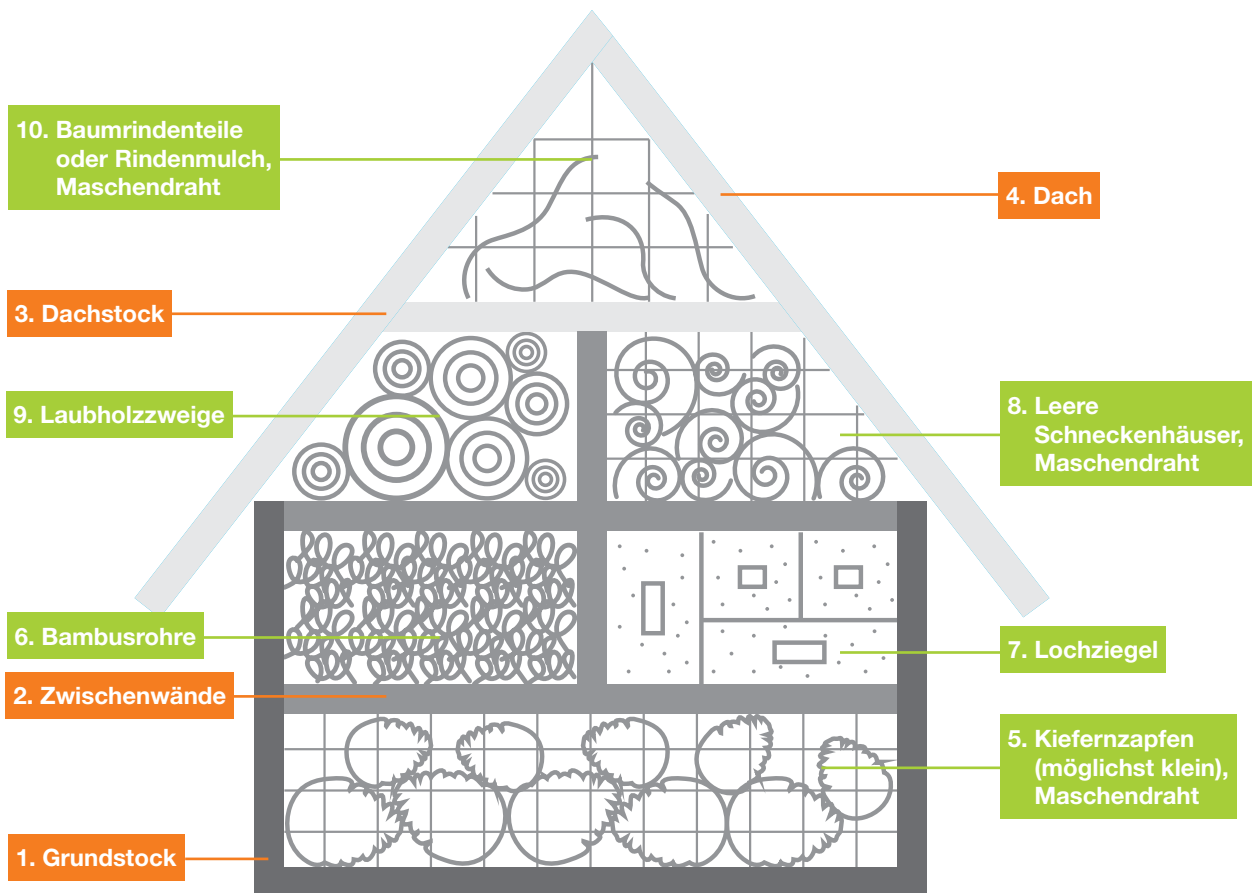 10. Baumrindenteile
oder Rindenmulch,
Maschendraht
4. Dach
3. Dachstock
9. Laubholzzweige
8. Leere
Schneckenhäuser,
Maschendraht
6. Bambusrohre
7. Lochziegel
2. Zwischenwände
5. Kiefernzapfen
(möglichst klein),
Maschendraht
1. Grundstock